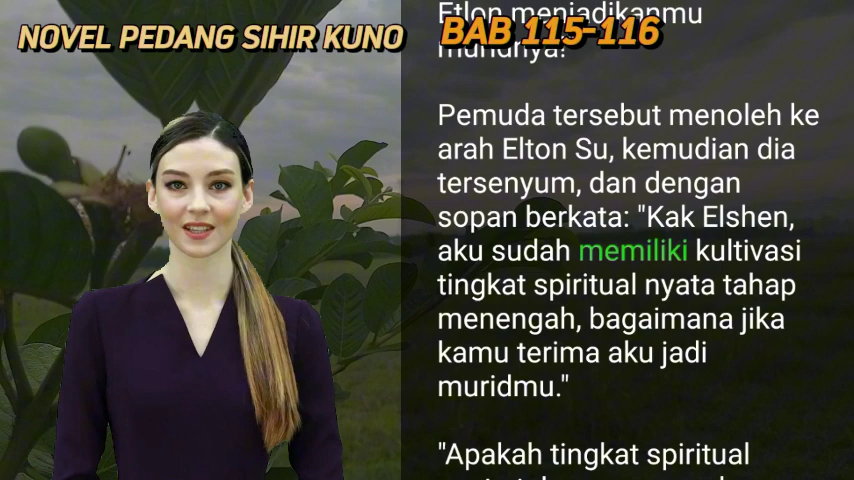 NOVEL PEDANG SIHIR KUNO
BAB 115-116
Etlon menjadikanmu
muridnya?
Pemuda tersebut menoleh ke
arah Elton Su, kemudian dia
tersenyum, dan dengan
sopan berkata: "Kak Elshen,
aku sudah memiliki kultivasi
tingkat spiritual nyata tahap
menengah, bagaimana jika
kamu terima aku jadi
muridmu."
"Apakah tingkat spiritual